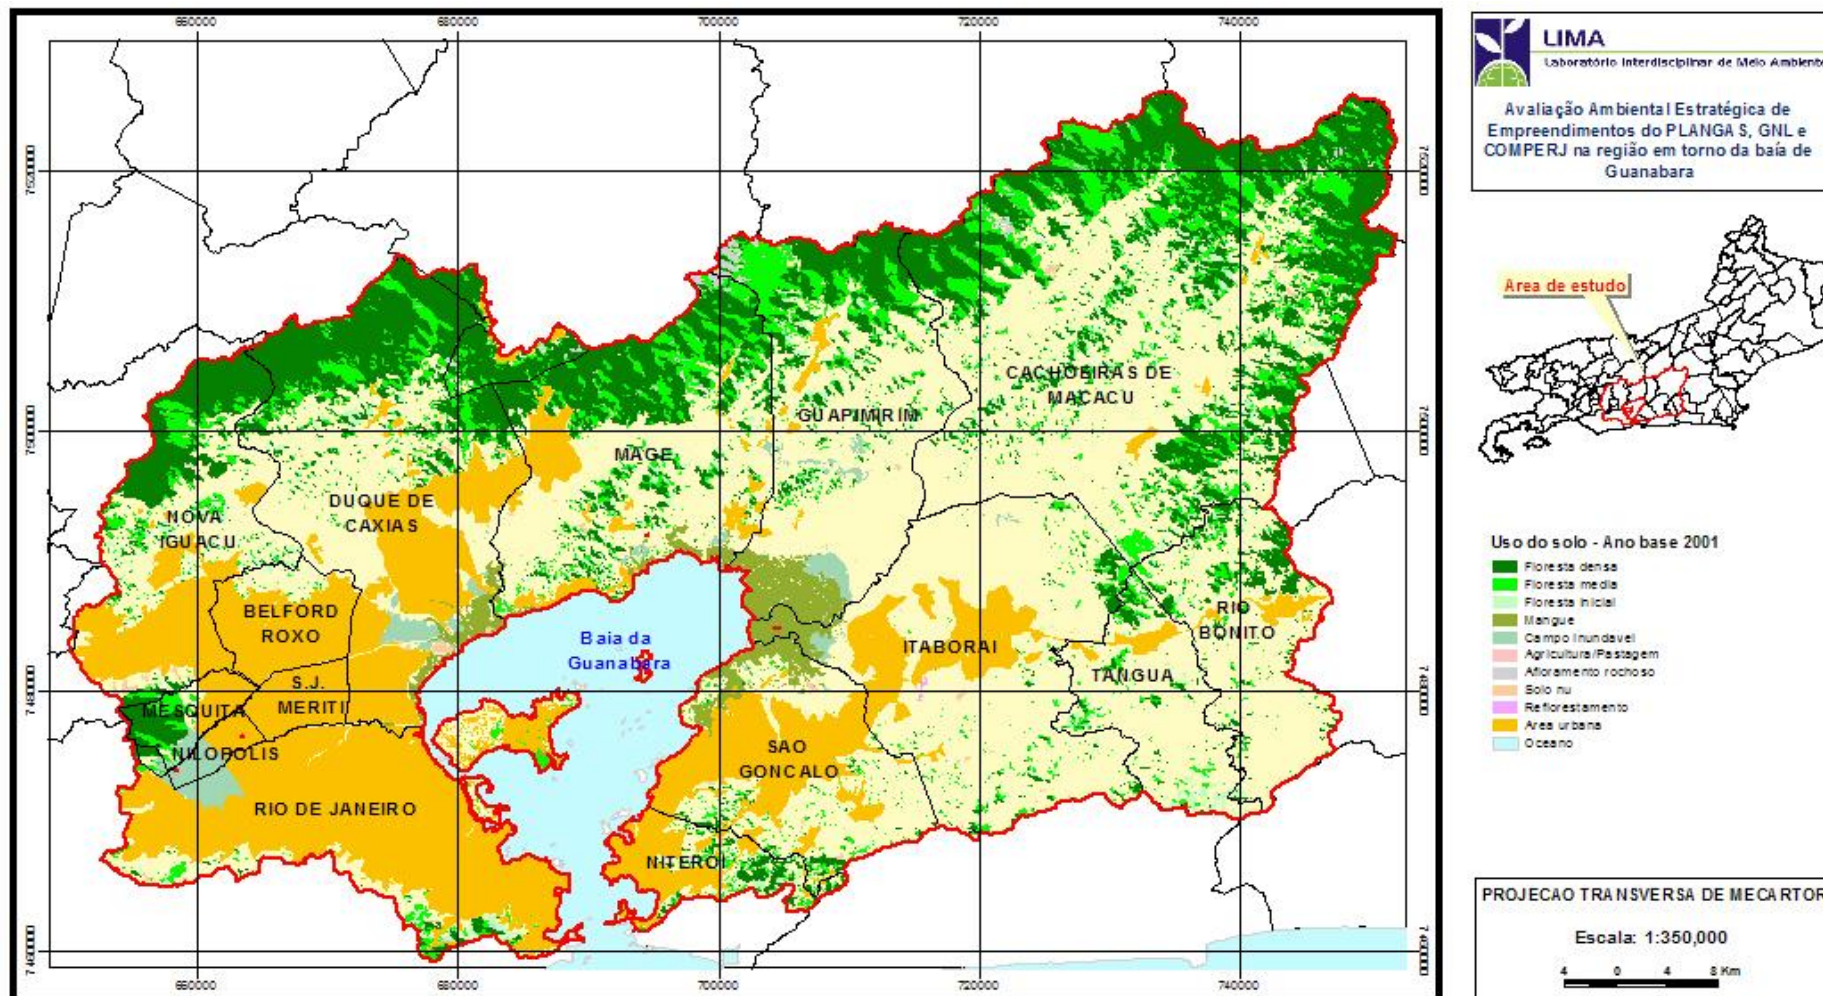 660000 680000 700000 720000 740000
NOVA
IGUACU
DUQUE DE
CAXIAS
MAGE
GUAPIMIRIM
CACHOEIRAS DE
MACACU
BELFORD
ROXO
S.J.
MERITI
MESQUITA
NILOPOLIS
RIO DE JANEIRO
Baia da
Guanabara
ITABORAI
RIO
BONITO
TANGUA
SAO
GONCALO
NITEROI
660000 680000 700000 720000 740000
LIMA
Laboratório Interdisciplinar de Meio Ambiente
Avaliação Ambiental Estratégica de
Empreendimentos do PLANGAS, GNL e
COMPERJ na região em torno da baía de
Guanabara
Area de estudo
Uso do solo - Ano base 2001
Floresta densa
Floresta media
Floresta inicial
Mangue
Campo inundavel
Agricultura/Pastagem
Afloramento rochoso
Solo nu
Reflorestamento
Area urbana
Oceano
PROJECAO TRANSVERSA DE MECARTOR
Escala: 1:350,000
4 0 4 8 Km